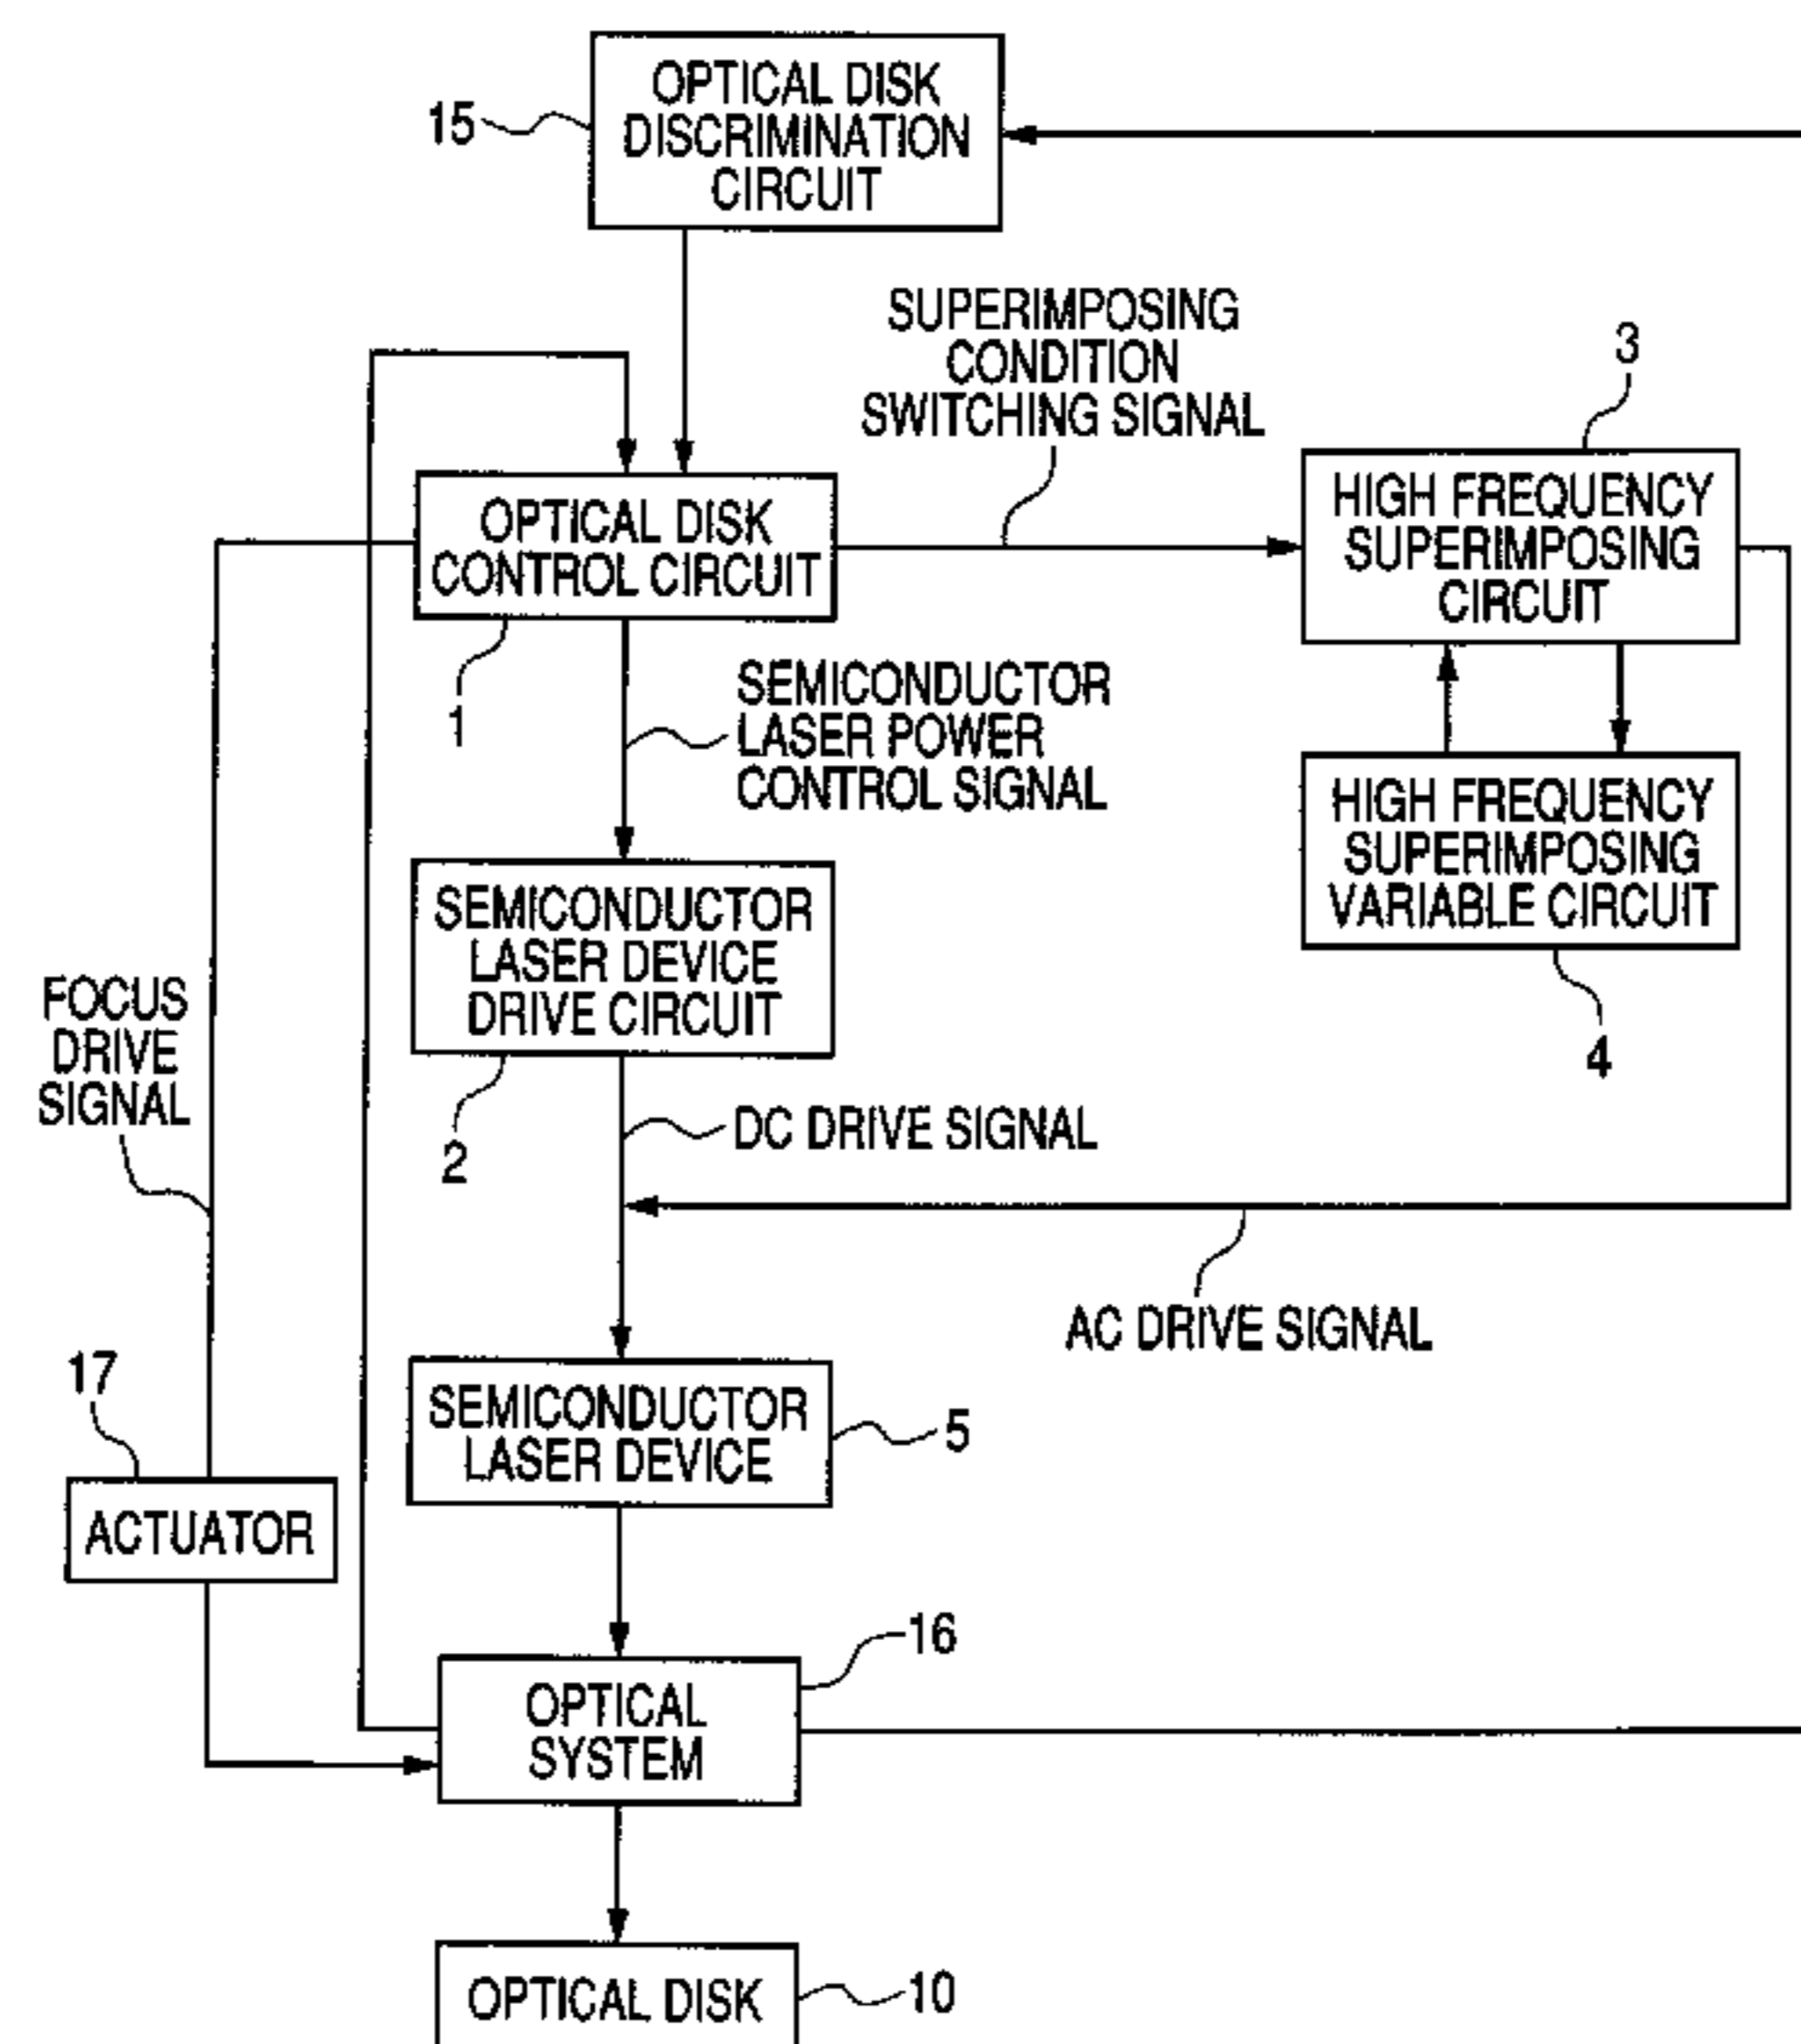 OPTICAL DISK
DISCRIMINATION
CIRCUIT
15
SUPERIMPOSING
CONDITION
SWITCHING SIGNAL
3
OPTICAL DISK
CONTROL CIRCUIT
1
HIGH FREQUENCY
SUPERIMPOSING
CIRCUIT
SEMICONDUCTOR
LASER POWER
CONTROL SIGNAL
HIGH FREQUENCY
SUPERIMPOSING
VARIABLE CIRCUIT
4
SEMICONDUCTOR
LASER DEVICE
DRIVE CIRCUIT
2
FOCUS
DRIVE
SIGNAL
DC DRIVE SIGNAL
AC DRIVE SIGNAL
17
ACTUATOR
SEMICONDUCTOR
LASER DEVICE
5
16
OPTICAL
SYSTEM
OPTICAL DISK
10